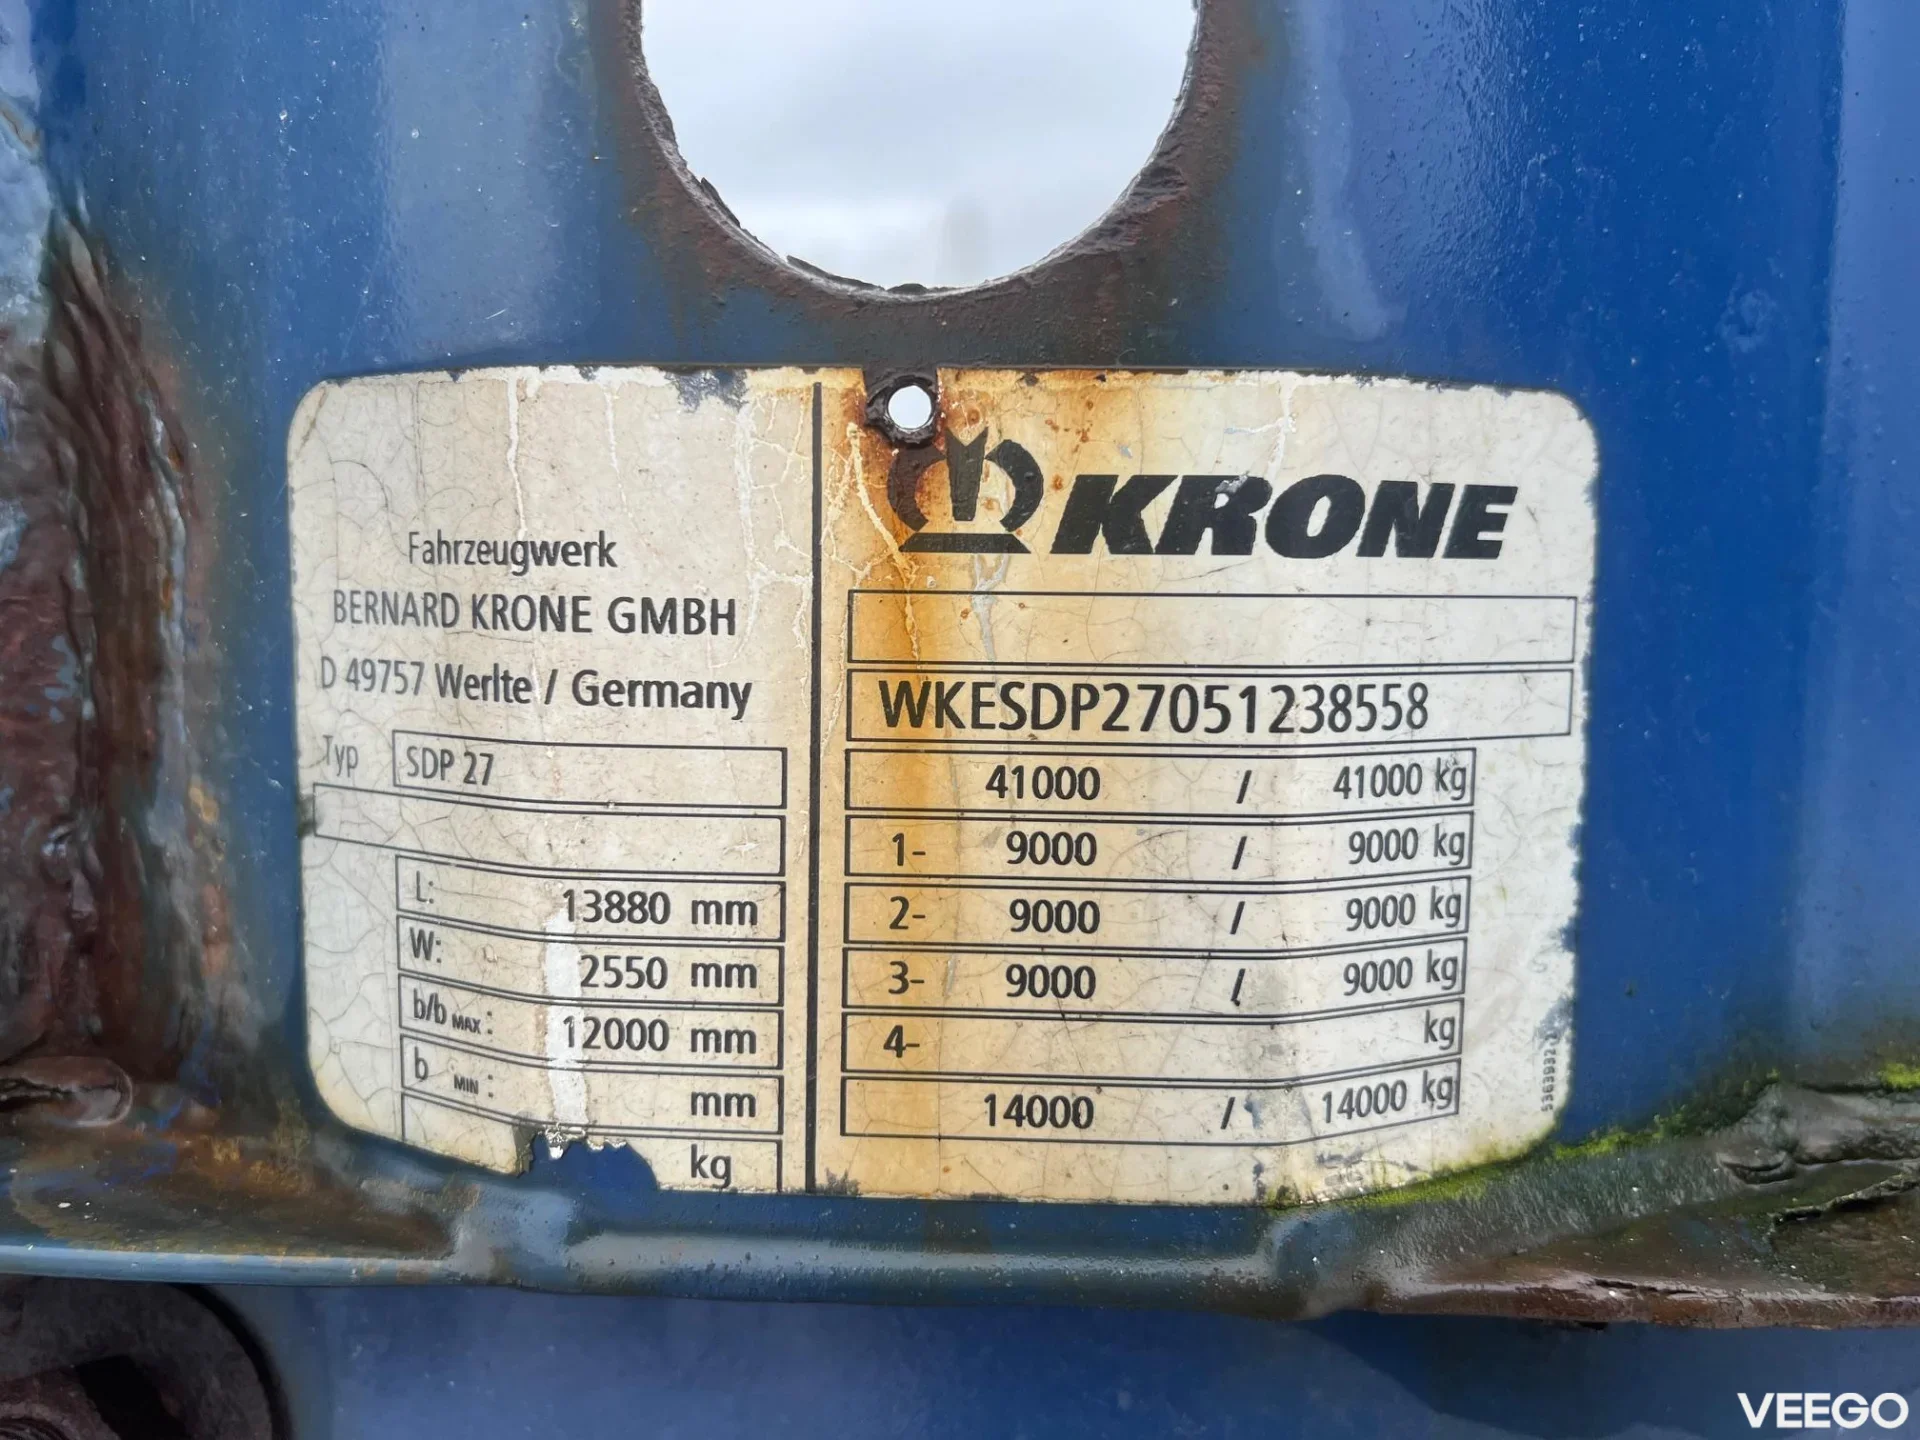 Fahrzeugwerk
BERNARD KRONE GMBH
D 49757 Werlte / Germany
Typ SDP 27
L: 13880 mm
W: 2550 mm
b/b MAX: 12000 mm
b MIN: mm
kg
KRONE
WKESDP27051238558
41000 / 41000 kg
1- 9000 / 9000 kg
2- 9000 / 9000 kg
3- 9000 / 9000 kg
4- kg
14000 / 14000 kg
VEEGO